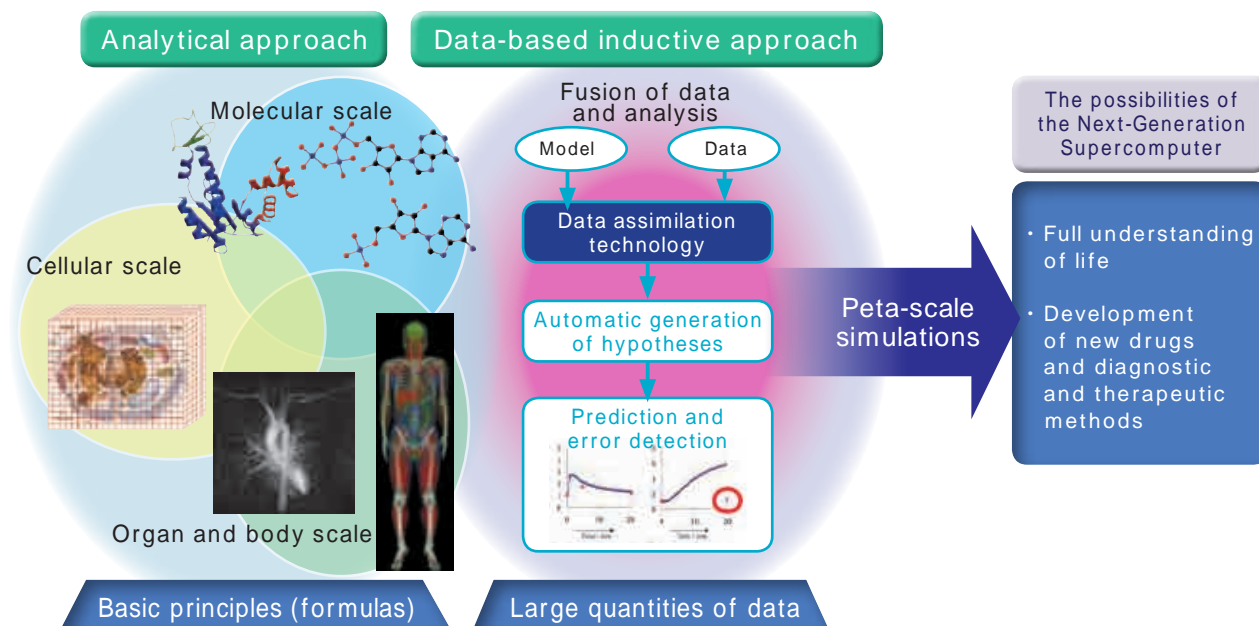 Analytical approach
Data-based inductive approach
Molecular scale
Cellular scale
Organ and body scale
Basic principles (formulas)
Fusion of data
and analysis
Model
Data
Data assimilation
technology
Automatic generation
of hypotheses
Prediction and
error detection
Large quantities of data
Peta-scale
simulations
The possibilities of
the Next-Generation
Supercomputer
・ Full understanding
of life
・ Development
of new drugs
and diagnostic
and therapeutic
methods